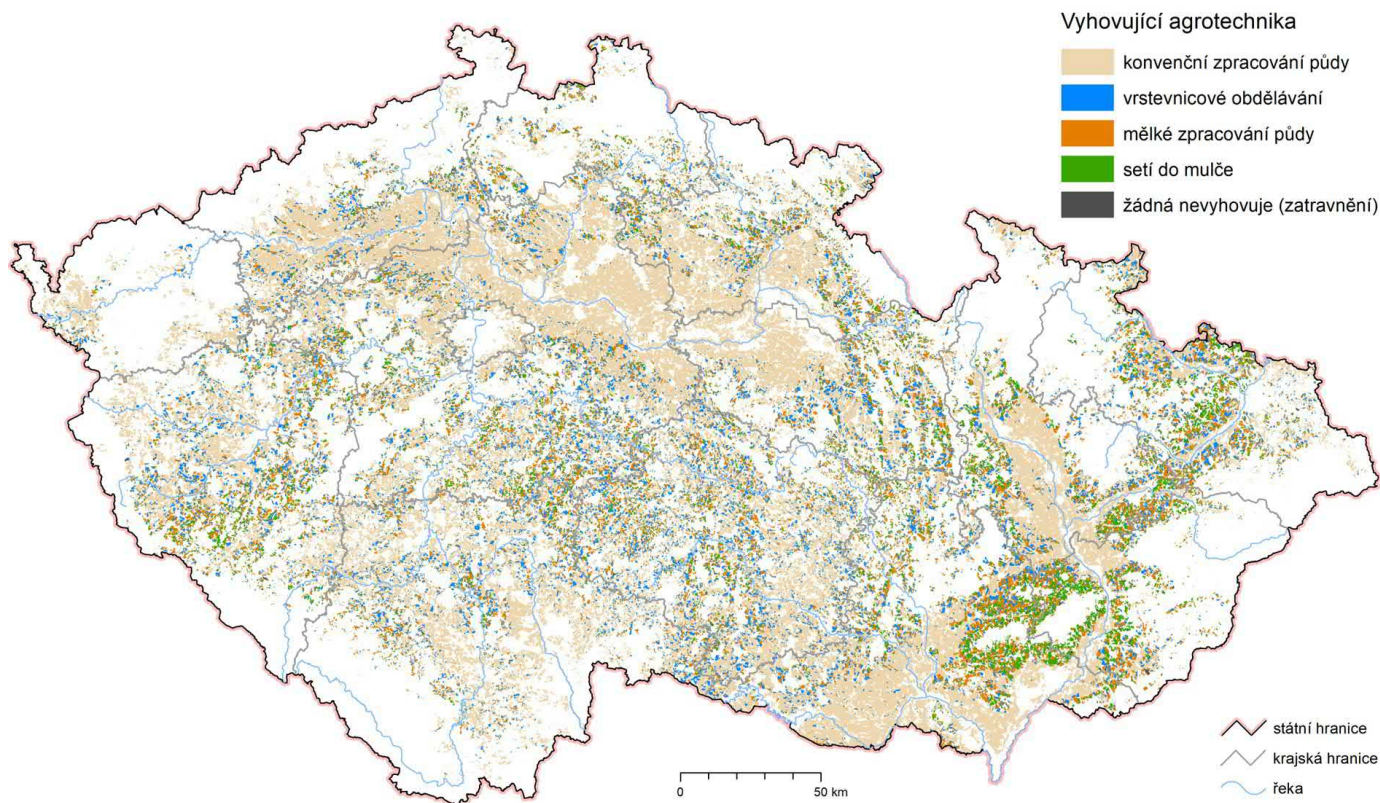 Vyhovující agrotechnika
konvenční zpracování půdy
vrstevnicové obdělávání
mělké zpracování půdy
setí do mulče
žádná nevyhovuje (zatravnění)
státní hranice
krajská hranice
řeka
0 50 km